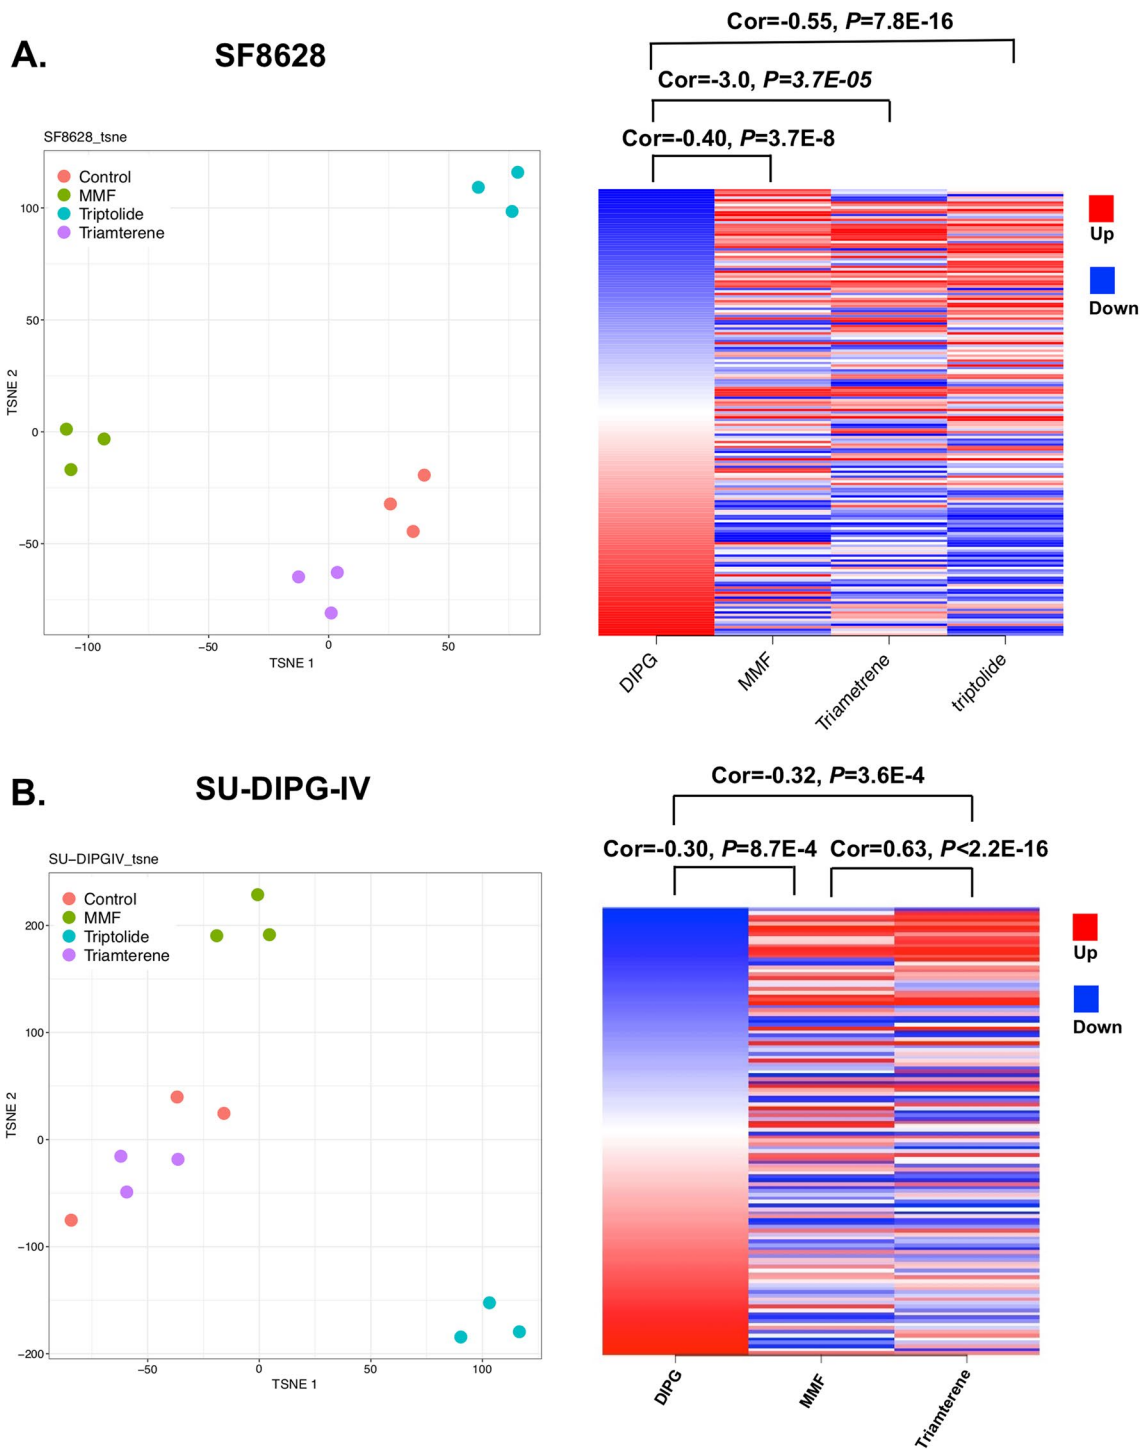 A.
SF8628
Cor=-0.55, P=7.8E-16
Cor=-3.0, P=3.7E-05
Cor=-0.40, P=3.7E-8
SF8628_tsne
Control
MMF
Triptolide
Triamterene
100
50
0
−50
TSNE 2
−100
−50
0
50
TSNE 1
Up
Down
DIPG
MMF
Triametrene
triptolide
B.
SU-DIPG-IV
Cor=-0.32, P=3.6E-4
Cor=-0.30, P=8.7E-4
Cor=0.63, P<2.2E-16
SU−DIPGIV_tsne
Control
MMF
Triptolide
Triamterene
200
100
0
−100
−200
TSNE 2
−50
0
50
100
TSNE 1
Up
Down
DIPG
MMF
Triamterene